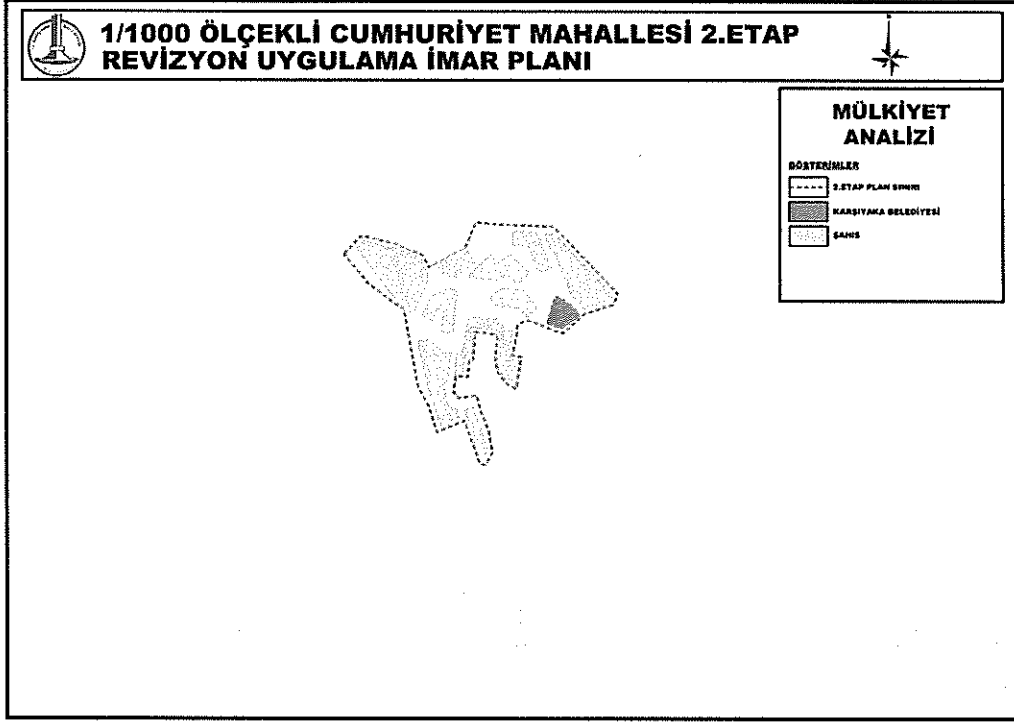 1/1000 ÖLÇEKLİ CUMHURİYET MAHALLESİ 2.ETAP
REVİZYON UYGULAMA İMAR PLANI
MÜLKİYET
ANALİZİ
GÖSTERİMLER
2.ETAP PLAN SINIRI
KARŞIYAKA BELEDİYESİ
ŞAHIS